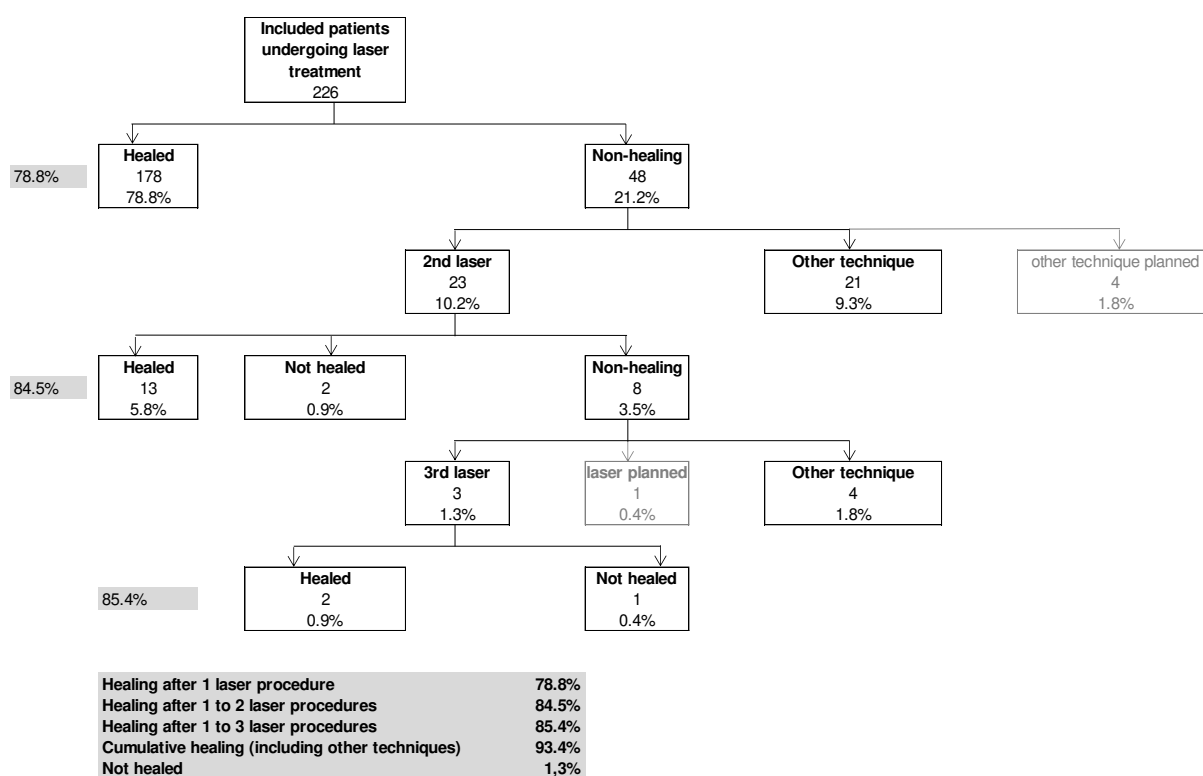 Included patients
undergoing laser
treatment
226
Healed
178
78.8%
78.8%
Non-healing
48
21.2%
2nd laser
23
10.2%
Other technique
21
9.3%
other technique planned
4
1.8%
84.5%
Healed
13
5.8%
Not healed
2
0.9%
Non-healing
8
3.5%
3rd laser
3
1.3%
laser planned
1
0.4%
Other technique
4
1.8%
85.4%
Healed
2
0.9%
Not healed
1
0.4%
Healing after 1 laser procedure 78.8%
Healing after 1 to 2 laser procedures 84.5%
Healing after 1 to 3 laser procedures 85.4%
Cumulative healing (including other techniques) 93.4%
Not healed 1,3%